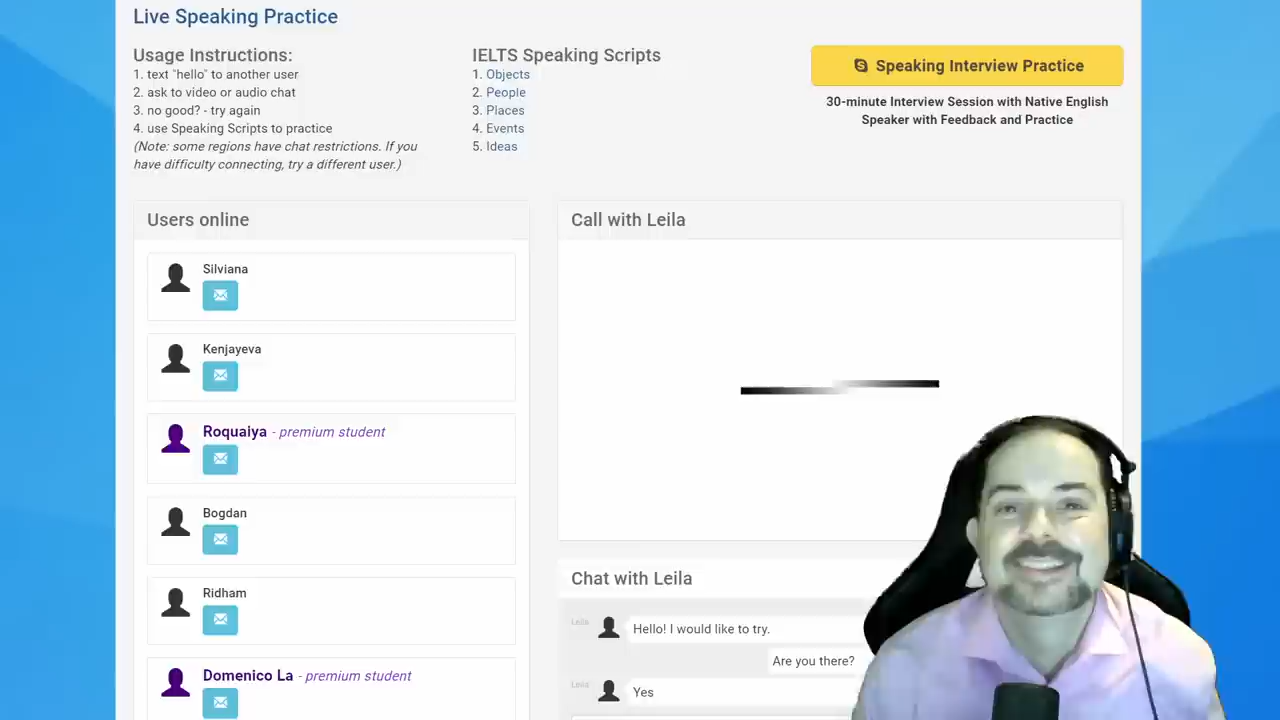 Live Speaking Practice
Usage Instructions:
1. text "hello" to another user
2. ask to video or audio chat
3. no good? - try again
4. use Speaking Scripts to practice
(Note: some regions have chat restrictions. If you
have difficulty connecting, try a different user.)
IELTS Speaking Scripts
1. Objects
2. People
3. Places
4. Events
5. Ideas
Speaking Interview Practice
30-minute Interview Session with Native English
Speaker with Feedback and Practice
Users online
Silviana
Kenjayeva
Roquaiya - premium student
Bogdan
Ridham
Domenico La - premium student
Call with Leila
Chat with Leila
Leila
Hello! I would like to try.
Are you there?
Leila
Yes